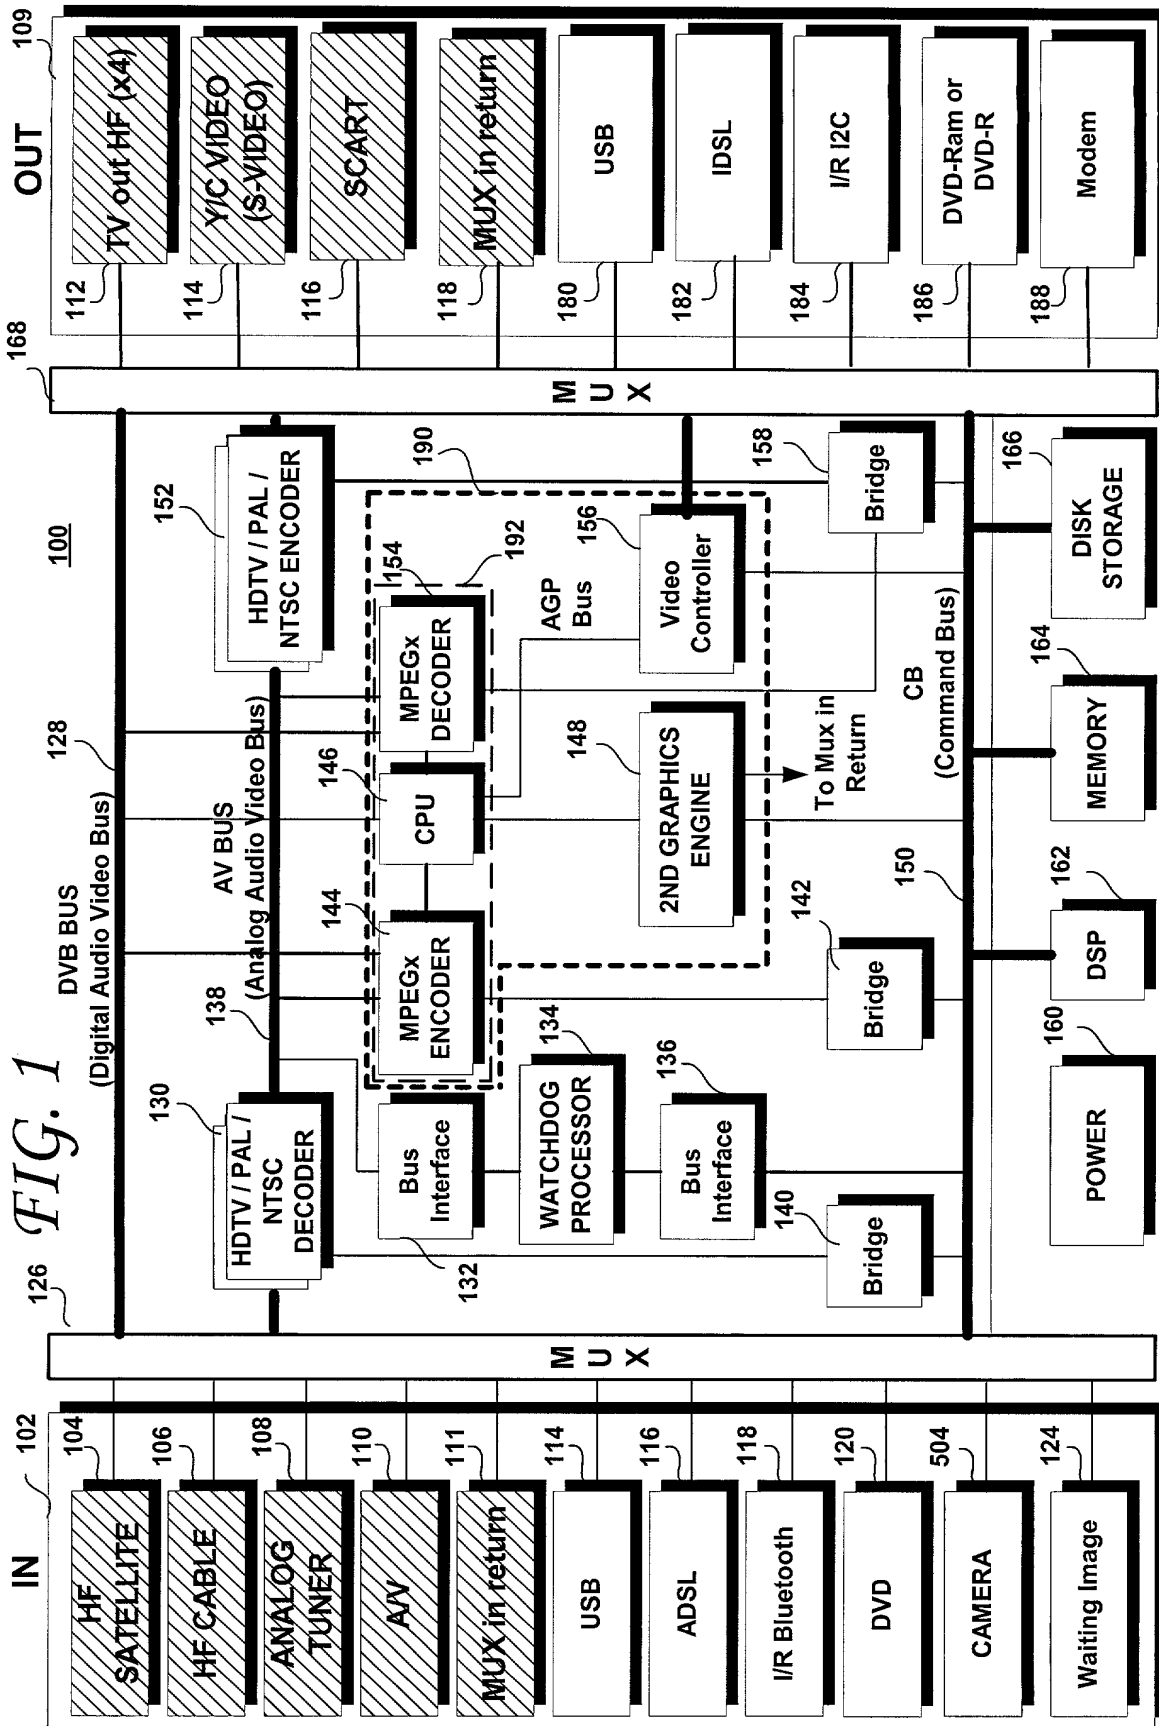 FIG. 1
100
IN
102
HF
SATELLITE
104
HF CABLE
106
ANALOG
TUNER
108
A/V
110
MUX in return
111
USB
114
ADSL
116
I/R Bluetooth
118
DVD
120
CAMERA
504
Waiting Image
124
126
M
U
X
DVB BUS
(Digital Audio Video Bus)
128
AV BUS
(Analog Audio Video Bus)
138
HDTV / PAL /
NTSC
DECODER
130
Bus
Interface
132
WATCHDOG
PROCESSOR
134
Bus
Interface
136
Bridge
140
MPEGx
ENCODER
144
CPU
146
MPEGx
DECODER
154
192
190
HDTV / PAL /
NTSC ENCODER
152
2ND GRAPHICS
ENGINE
148
AGP
Bus
Video
Controller
156
Bridge
142
To Mux in
Return
Bridge
158
150
CB
(Command Bus)
POWER
160
DSP
162
MEMORY
164
DISK
STORAGE
166
168
M
U
X
OUT
109
TV out HF (x4)
112
Y/C VIDEO
(S-VIDEO)
114
SCART
116
MUX in return
118
USB
180
IDSL
182
I/R I2C
184
DVD-Ram or
DVD-R
186
Modem
188